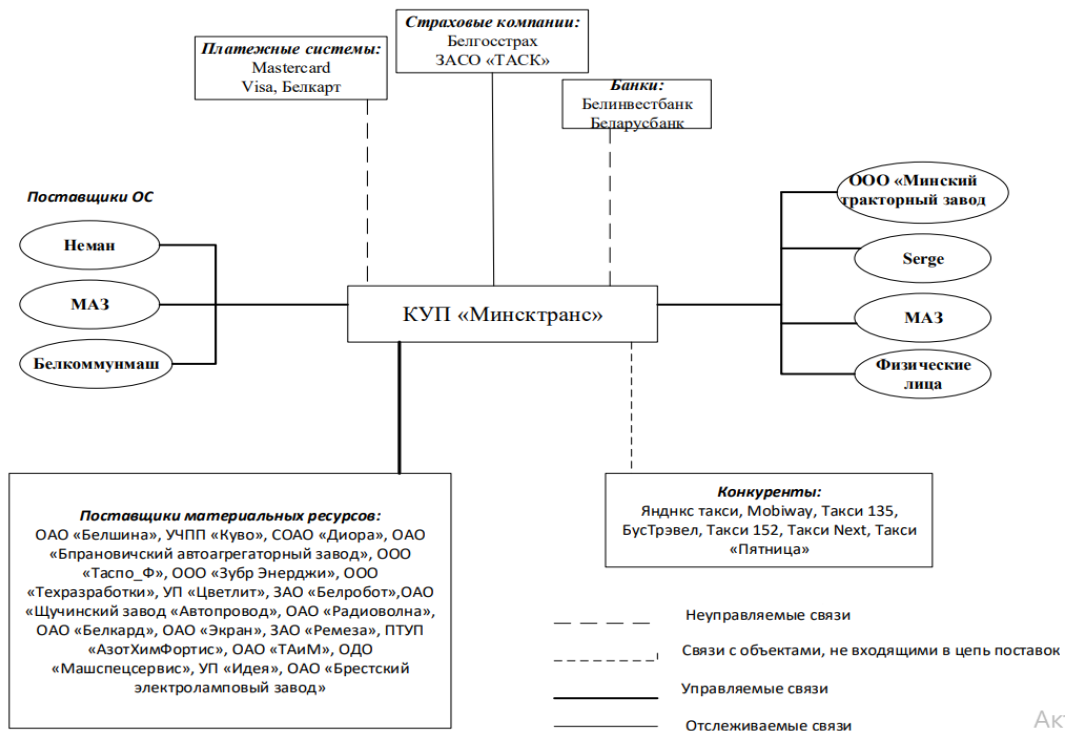 Страховые компании:
Белгосстрах
ЗАСО «ТАСК»
Платежные системы:
Mastercard
Visa, Белкарт
Банки:
Белинвестбанк
Беларусбанк
Поставщики ОС
Неман
МАЗ
Белкоммунмаш
КУП «Минсктранс»
ООО «Минский
тракторный завод
Serge
МАЗ
Физические
лица
Поставщики материальных ресурсов:
ОАО «Белшина», УЧПП «Куво», СОАО «Диора», ОАО
«Бпрановичский автоагрегаторный завод», ООО
«Таспо_Ф», ООО «Зубр Энерджи», ООО
«Техразработки», УП «Цветлит», ЗАО «Белробот»,ОАО
«Щучинский завод «Автопровод», ОАО «Радиоволна»,
ОАО «Белкард», ОАО «Экран», ЗАО «Ремеза», ПТУП
«АзотХимФортис», ОАО «ТАиМ», ОДО
«Машспецсервис», УП «Идея», ОАО «Брестский
электроламповый завод»
Конкуренты:
Янднкс такси, Mobiway, Такси 135,
БусТрэвел, Такси 152, Такси Next, Такси
«Пятница»
Неуправляемые связи
Связи с объектами, не входящими в цепь поставок
Управляемые связи
Отслеживаемые связи